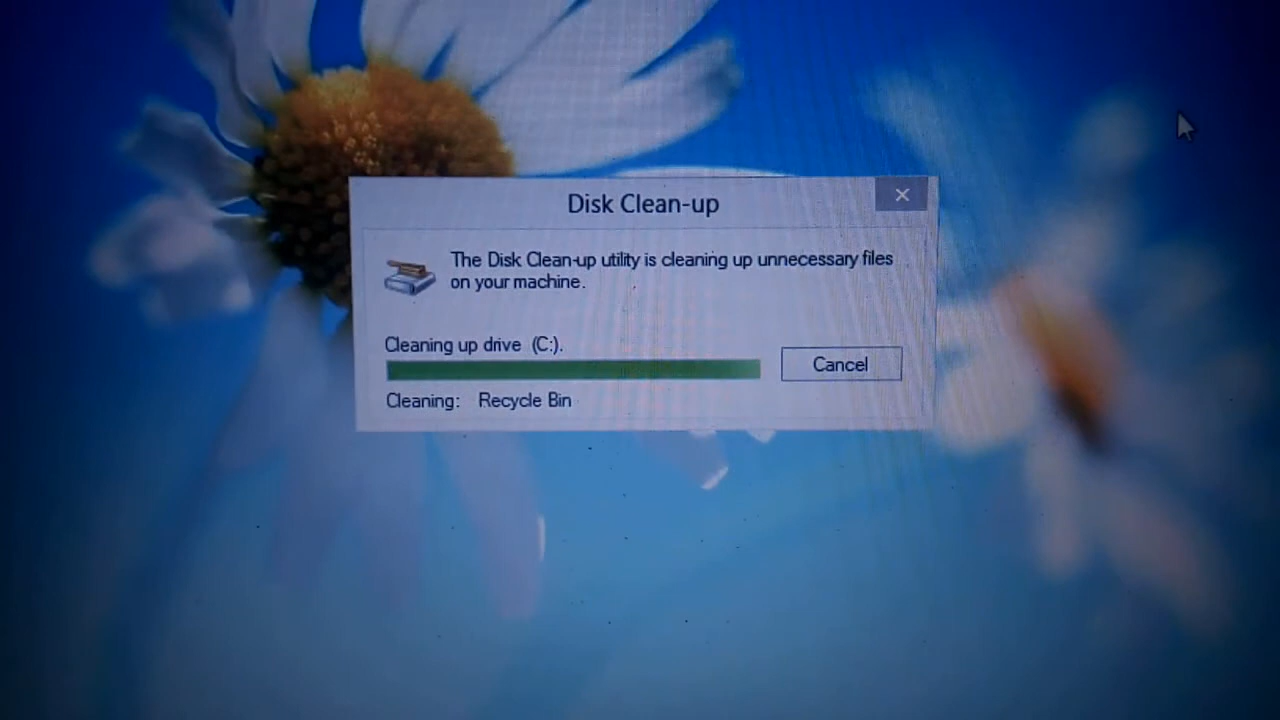 Disk Clean-up
The Disk Clean-up utility is cleaning up unnecessary files
on your machine.
Cleaning up drive (C:).
Cancel
Cleaning: Recycle Bin